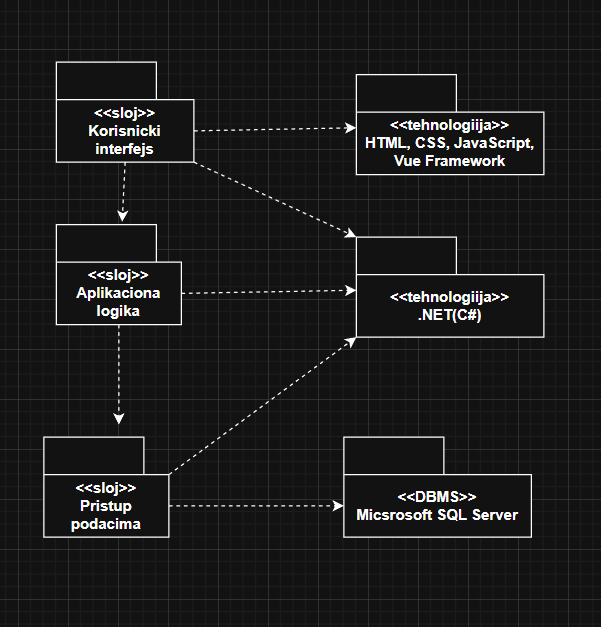 <<sloj>>
Korisnicki
interfejs
<<tehnologiija>>
HTML, CSS, JavaScript,
Vue Framework
<<sloj>>
Aplikaciona
logika
<<tehnologiija>>
.NET(C#)
<<sloj>>
Pristup
podacima
<<DBMS>>
Micsrosoft SQL Server